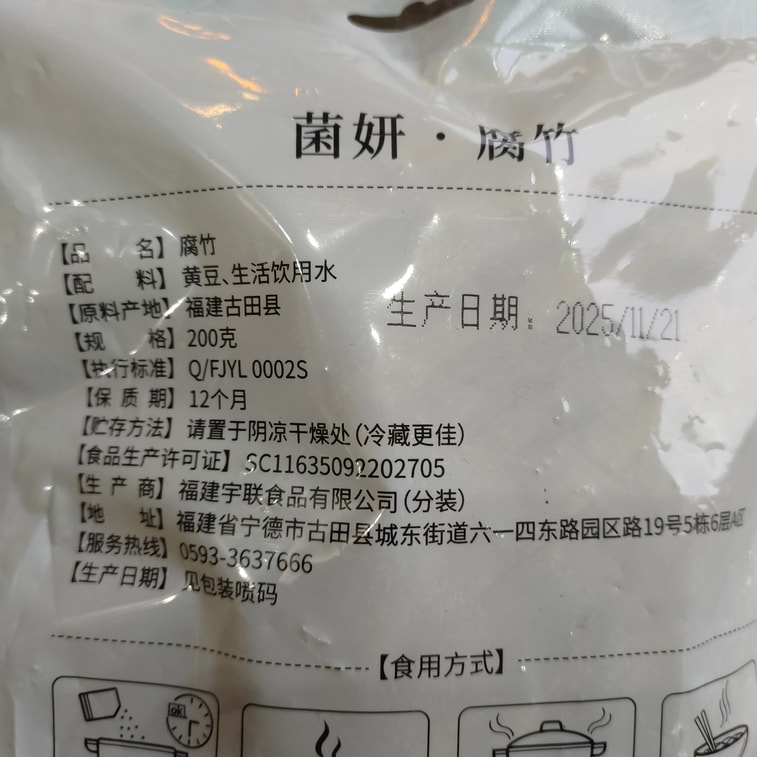 菌妍·腐竹
【品 名】腐竹
【配 料】黄豆、生活饮用水
【原料产地】福建古田县
生产日期：2025/11/21
【规 格】200克
【执行标准】Q/FJYL 0002S
【保 质 期】12个月
【贮存方法】请置于阴凉干燥处(冷藏更佳)
【食品生产许可证】SC11635092202705
【生 产 商】福建宇联食品有限公司(分装)
【地 址】福建省宁德市古田县城东街道六一四东路园区路19号5栋6层A区
【服务热线】0593-3637666
【生产日期】见包装喷码
【食用方式】
ok